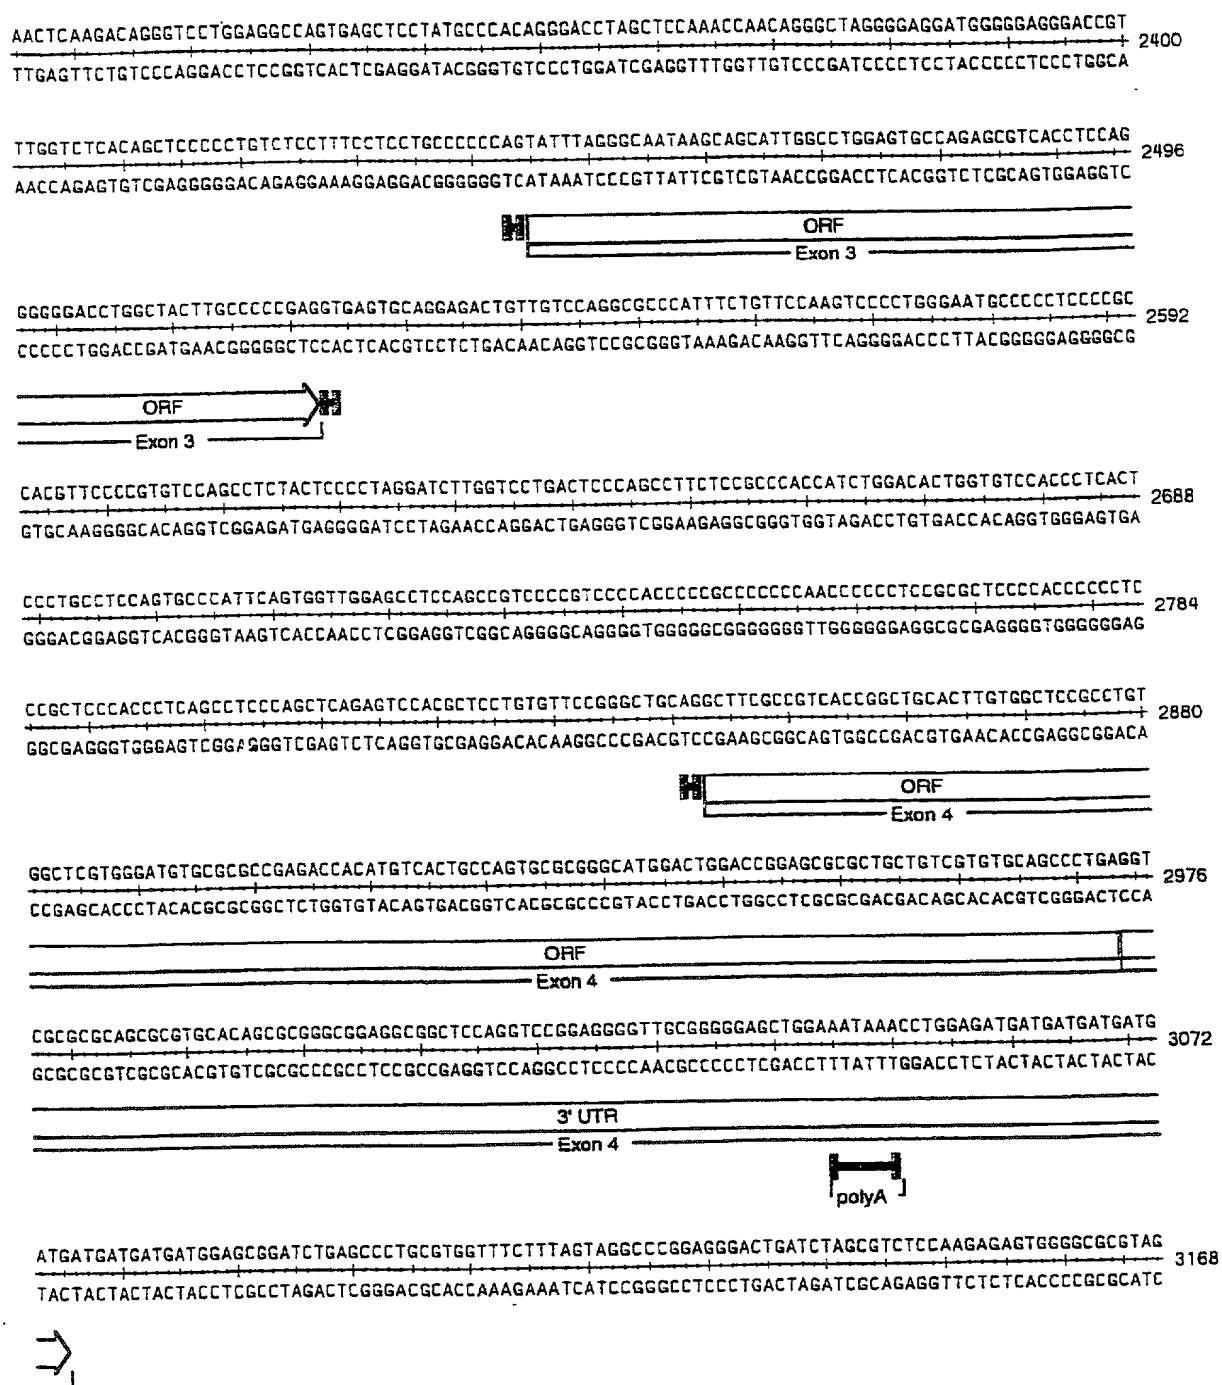 AACTCAAGACAGGGTCCTGGAGGCCAGTGAGCTCCTATGCCCACAGGGACCTAGCTCCAAACCAACAGGGCTAGGGGAGGATGGGGGAGGGACCGT
2400
TTGAGTTCTGTCCCAGGACCTCCGGTCACTCGAGGATACGGGTGTCCCTGGATCGAGGTTTGGTTGTCCCGATCCCCTCCTACCCCCTCCCTGGCA
TTGGTCTCACAGCTCCCCCTGTCTCCTTTCCTCCTGCCCCCCAGTATTTAGGGCAATAAGCAGCATTGGCCTGGAGTGCCAGAGCGTCACCTCCAG
2496
AACCAGAGTGTCGAGGGGGACAGAGGAAAGGAGGACGGGGGGTCATAAATCCCGTTATTCGTCGTAACCGGACCTCACGGTCTCGCAGTGGAGGTC
ORF
Exon 3
GGGGGACCTGGCTACTTGCCCCCGAGGTGAGTGCAGGAGACTGTTGTCCAGGCGCCCATTTCTGTTCCAAGTCCCCTGGGAATGCCCCCTCCCCGC
2592
CCCCCTGGACCGATGAACGGGGGCTCCACTCACGTCCTCTGACAACAGGTCCGCGGGTAAAGACAAGGTTCAGGGGACCCTTACGGGGGAGGGGCG
ORF
Exon 3
CACGTTCCCCGTGTCCAGCCTCTACTCCCCTAGGATCTTGGTCCTGACTCCCAGCCTTCTCCGCCCACCATCTGGACACTGGTGTCCACCCTCACT
2688
GTGCAAGGGGCACAGGTCGGAGATGAGGGGATCCTAGAACCAGGACTGAGGGTCGGAAGAGGCGGGTGGTAGACCTGTGACCACAGGTGGGAGTGA
CCCTGCCTCCAGTGCCCATTCAGTGGTTGGAGCCTCCAGCCGTCCCCGTCCCCACCCCCGCCCCCCCAACCCCCCTCCGCGCTCCCCACCCCCCTC
2784
GGGACGGAGGTCACGGGTAAGTCACCAACCTCGGAGGTCGGCAGGGGCAGGGGTGGGGGCGGGGGGGTTGGGGGGAGGCGCGAGGGGTGGGGGGAG
CCGCTCCCACCCTCAGCCTCCCAGCTCAGAGTCCACGCTCCTGTGTTCCGGGCTGCAGGCTTCGCCGTCACCGGCTGCACTTGTGGCTCCGCCTGT
2880
GGCGAGGGTGGGAGTCGGAGGGTCGAGTCTCAGGTGCGAGGACACAAGGCCCGACGTCCGAAGCGGCAGTGGCCGACGTGAACACCGAGGCGGACA
ORF
Exon 4
GGCTCGTGGGATGTGCGCGCCGAGACCACATGTCACTGCCAGTGCGCGGGCATGGACTGGACCGGAGCGCGCTGCTGTCGTGTGCAGCCCTGAGGT
2976
CCGAGCACCCTACACGCGCGGCTCTGGTGTACAGTGACGGTCACGCGCCCGTACCTGACCTGGCCTCGCGCGACGACAGCACACGTCGGGACTCCA
ORF
Exon 4
CGCGCGCAGCGCGTGCACAGCGCGGGCGGAGGCGGCTCCAGGTCCGGAGGGGTTGCGGGGGAGCTGGAAATAAACCTGGAGATGATGATGATGATG
3072
GCGCGCGTCGCGCACGTGTCGCGCCCGCCTCCGCCGAGGTCCAGGCCTCCCCAACGCCCCCTCGACCTTTATTTGGACCTCTACTACTACTACTAC
3' UTR
Exon 4
polyA
ATGATGATGATGATGGAGCGGATCTGAGCCCTGCGTGGTTTCTTTAGTAGGCCCGGAGGGACTGATCTAGCGTCTCCAAGAGAGTGGGGCGCGTAG
3168
TACTACTACTACTACCTCGCCTAGACTCGGGACGCACCAAAGAAATCATCCGGGCCTCCCTGACTAGATCGCAGAGGTTCTCTCACCCCGCGCATC